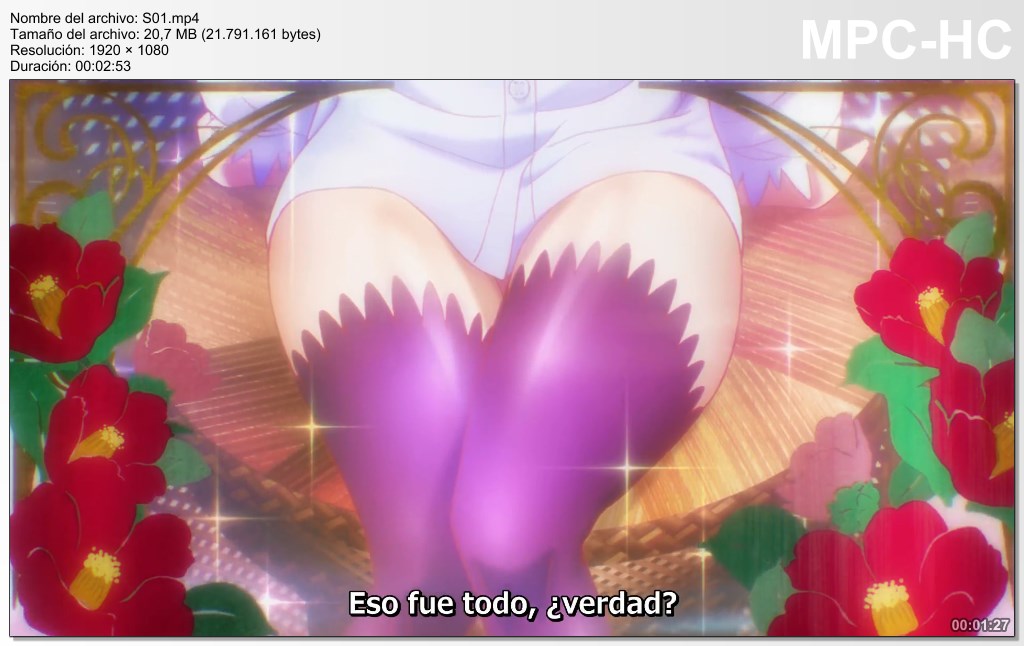 Nombre del archivo: S01.mp4
Tamaño del archivo: 20,7 MB (21.791.161 bytes)
Resolución: 1920 × 1080
Duración: 00:02:53
MPC-HC
Eso fue todo, ¿verdad?
00:01:27